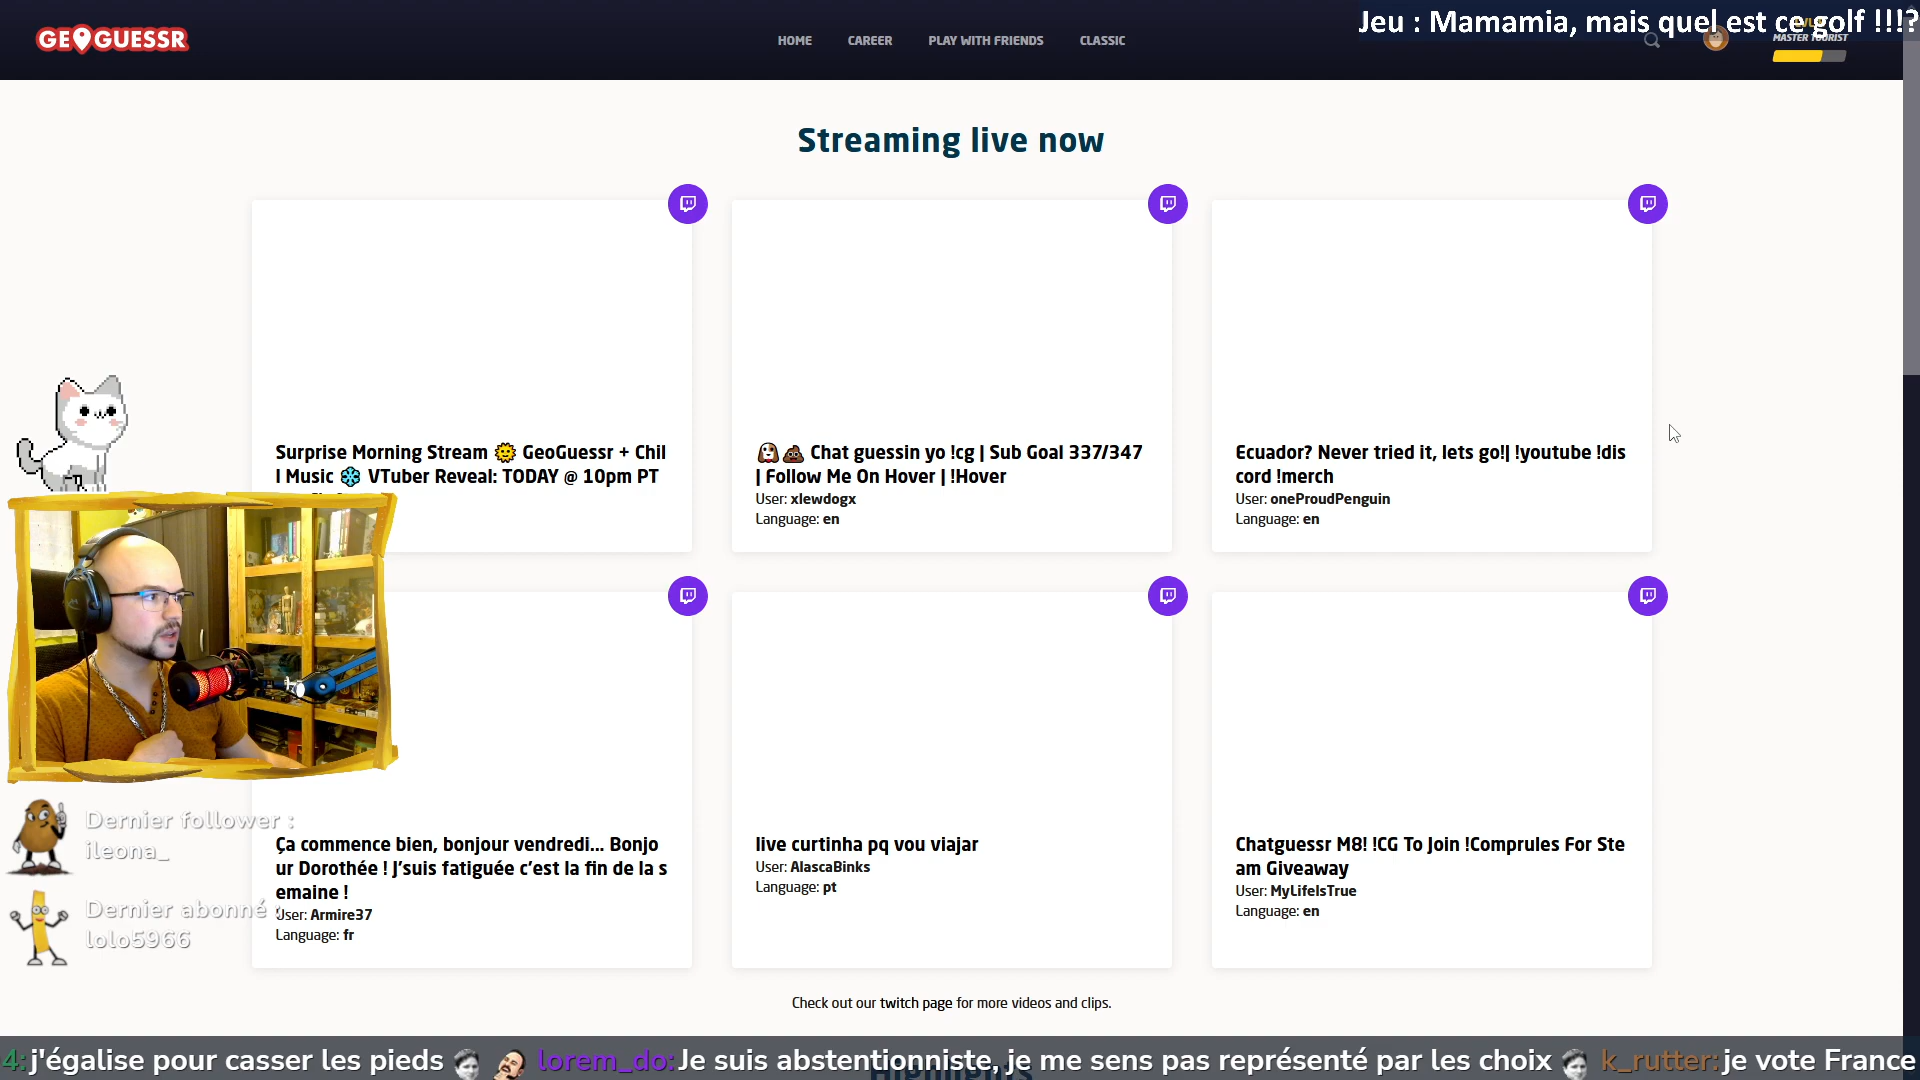 Jeu : Mamamia, mais quel est ce golf !!!?
GEOGUESSR
HOME
CAREER
PLAY WITH FRIENDS
CLASSIC
MASTER TOURIST
Streaming live now
Surprise Morning Stream 🌞 GeoGuessr + Chil
l Music ❄️ VTuber Reveal: TODAY @ 10pm PT
Chat guessin yo !cg | Sub Goal 337/347
| Follow Me On Hover | !Hover
User: xlewdogx
Language: en
Ecuador? Never tried it, lets go!| !youtube !dis
cord !merch
User: oneProudPenguin
Language: en
Ça commence bien, bonjour vendredi... Bonjo
ur Dorothée ! J'suis fatiguée c'est la fin de la s
emaine !
User: Armire37
Language: fr
live curtinha pq vou viajar
User: AlascaBinks
Language: pt
Chatguessr M8! !CG To Join !Comprules For Ste
am Giveaway
User: MyLifeIsTrue
Language: en
Dernier follower :
ileona_
Dernier abonné :
lolo5966
Check out our twitch page for more videos and clips.
Highlights
4: j'égalise pour casser les pieds lorem_do: Je suis abstentionniste, je me sens pas représenté par les choix k_rutter: je vote France